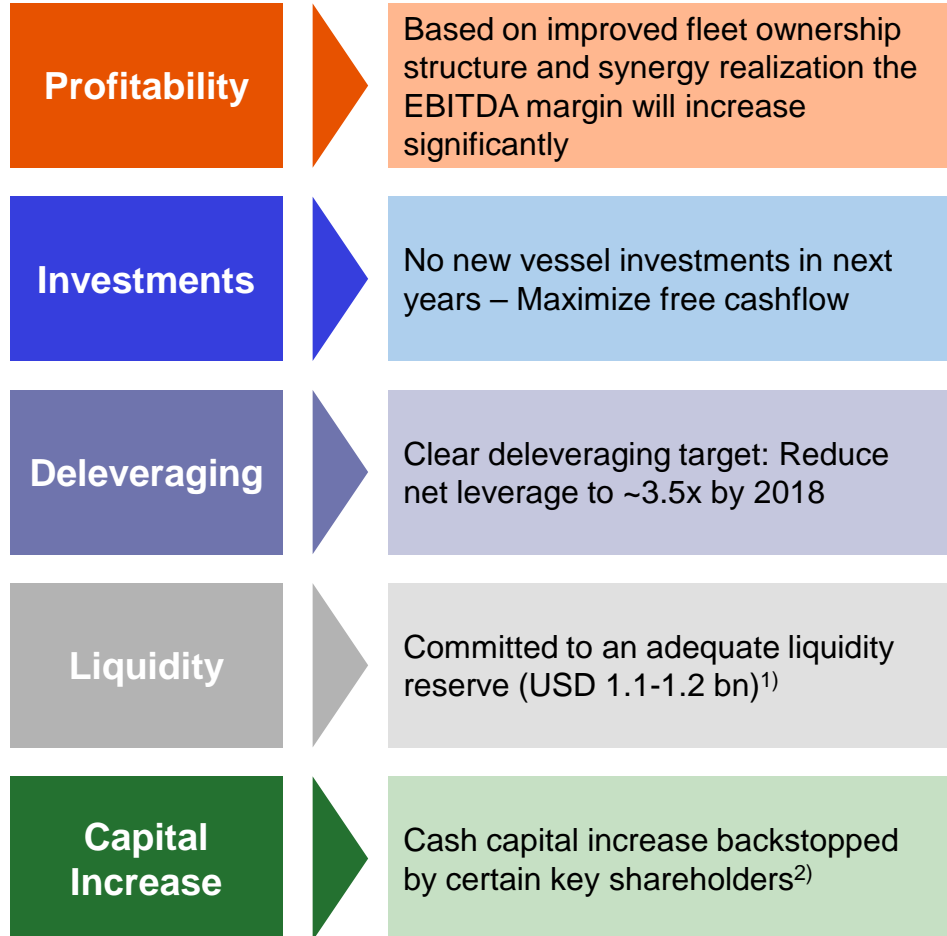 Profitability
Based on improved fleet ownership
structure and synergy realization the
EBITDA margin will increase
significantly
Investments
No new vessel investments in next
years – Maximize free cashflow
Deleveraging
Clear deleveraging target: Reduce
net leverage to ~3.5x by 2018
Liquidity
Committed to an adequate liquidity
reserve (USD 1.1-1.2 bn)1)
Capital
Increase
Cash capital increase backstopped
by certain key shareholders2)